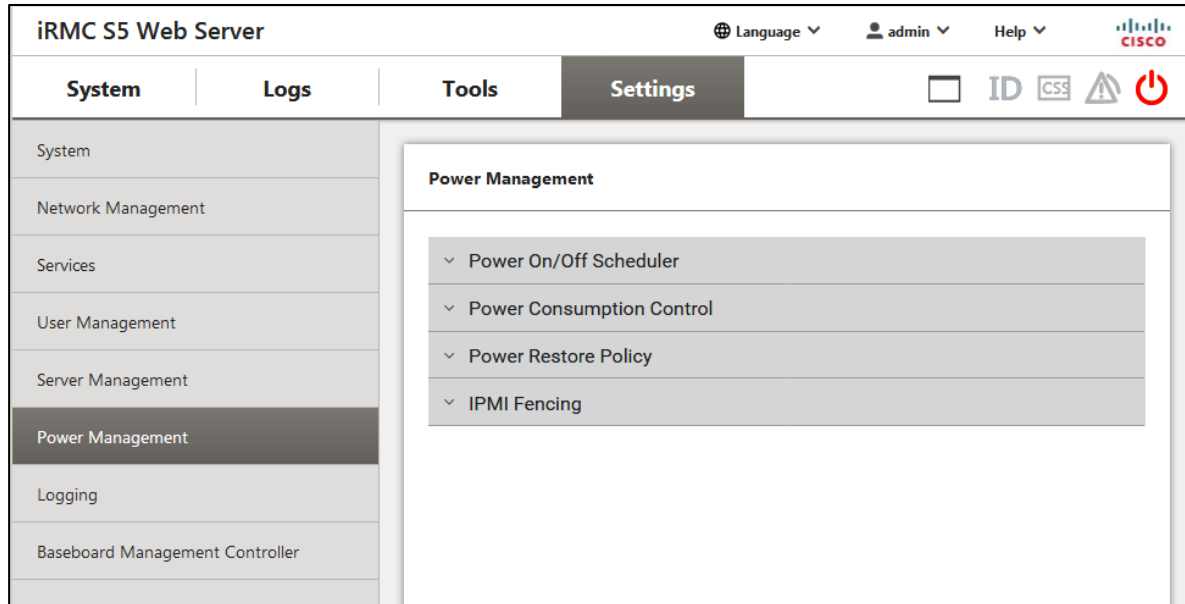 iRMC S5 Web Server Language admin Help CISCO
System Logs Tools Settings ID CSS
System
Network Management
Services
User Management
Server Management
Power Management
Logging
Baseboard Management Controller
Power Management
Power On/Off Scheduler
Power Consumption Control
Power Restore Policy
IPMI Fencing